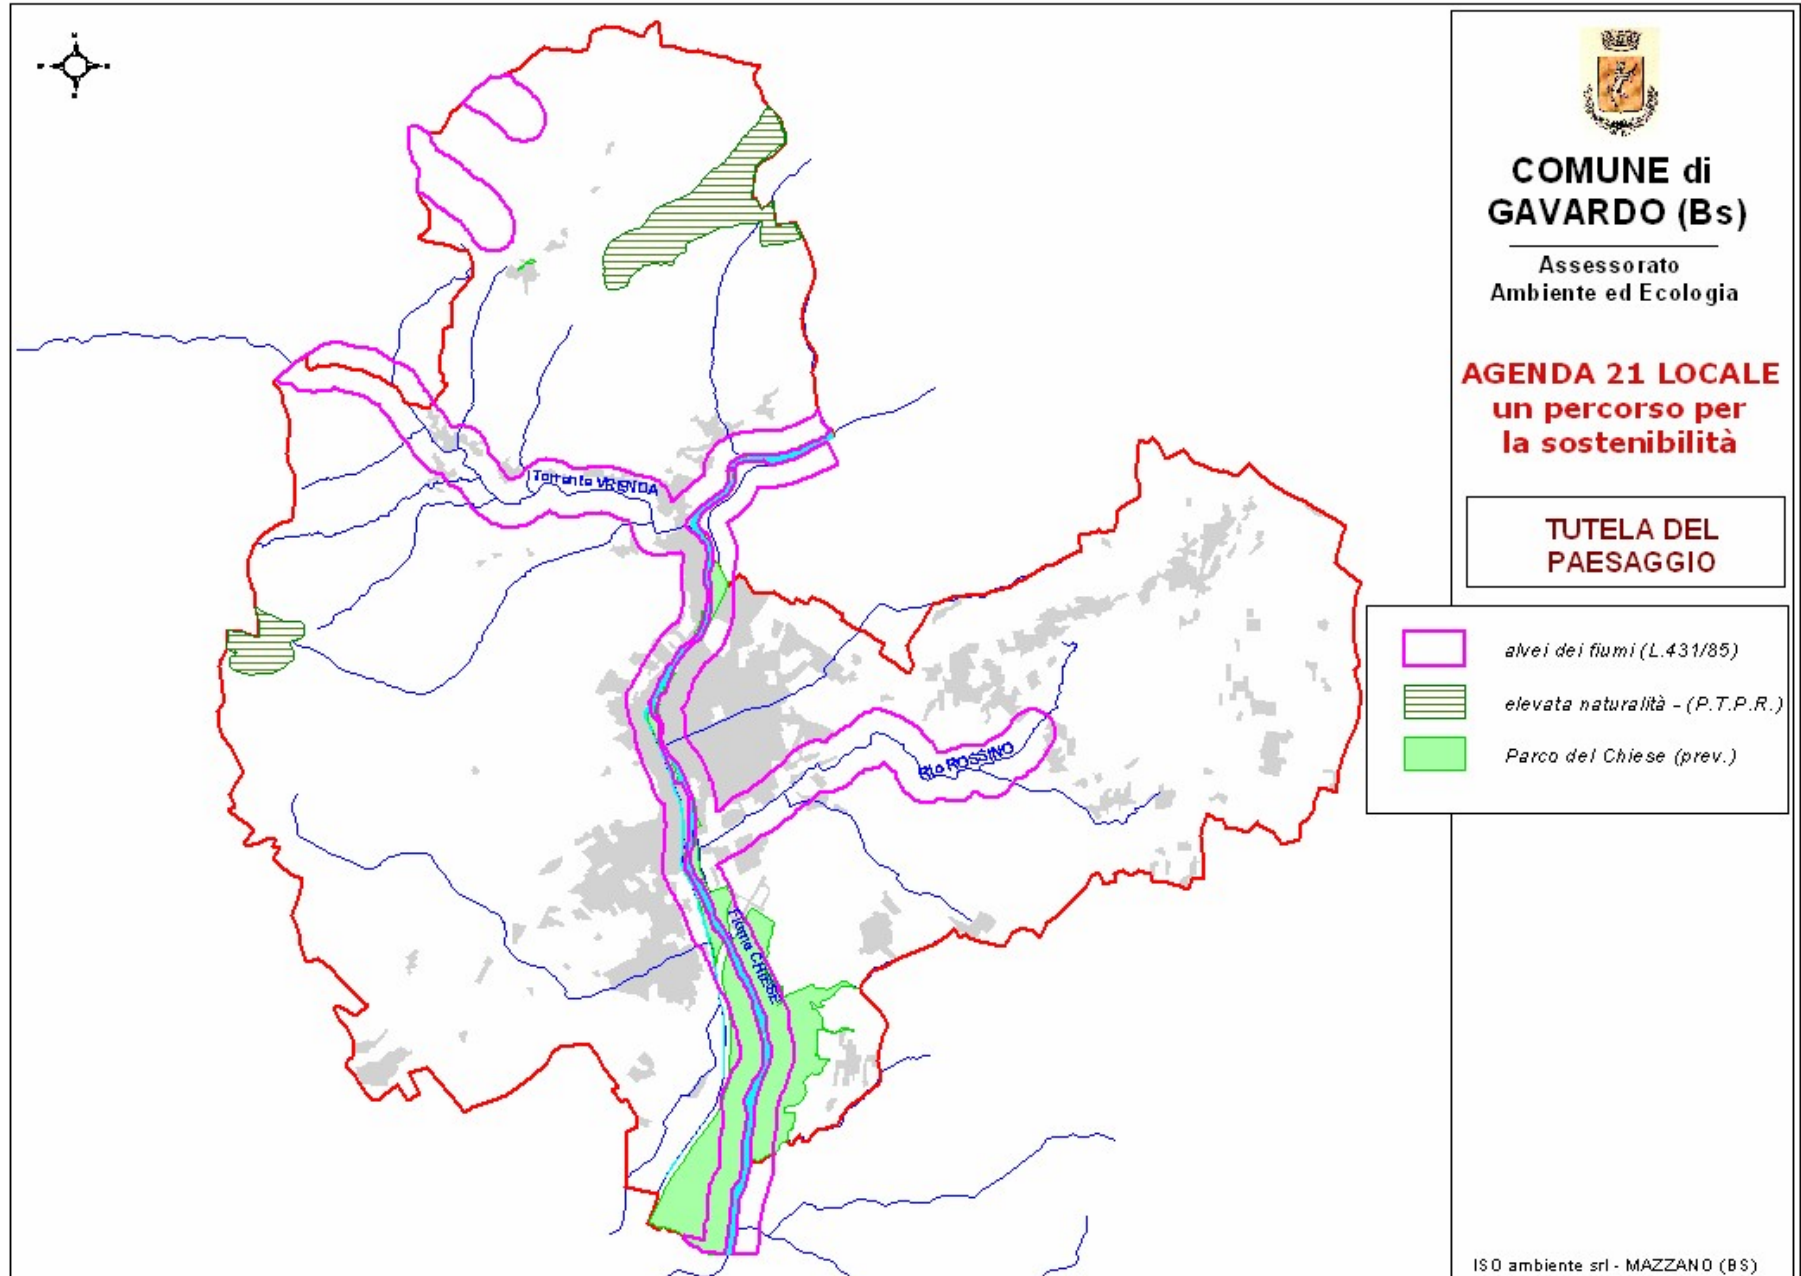 COMUNE di
GAVARDO (Bs)
Assessorato
Ambiente ed Ecologia
AGENDA 21 LOCALE
un percorso per
la sostenibilità
TUTELA DEL
PAESAGGIO
alvei dei fiumi (L.431/85)
elevata naturalità - (P.T.P.R.)
Parco del Chiese (prev.)
Torrente VRENDA
Rio ROSSINO
Fiume CHIESE
ISO ambiente srl - MAZZANO (BS)